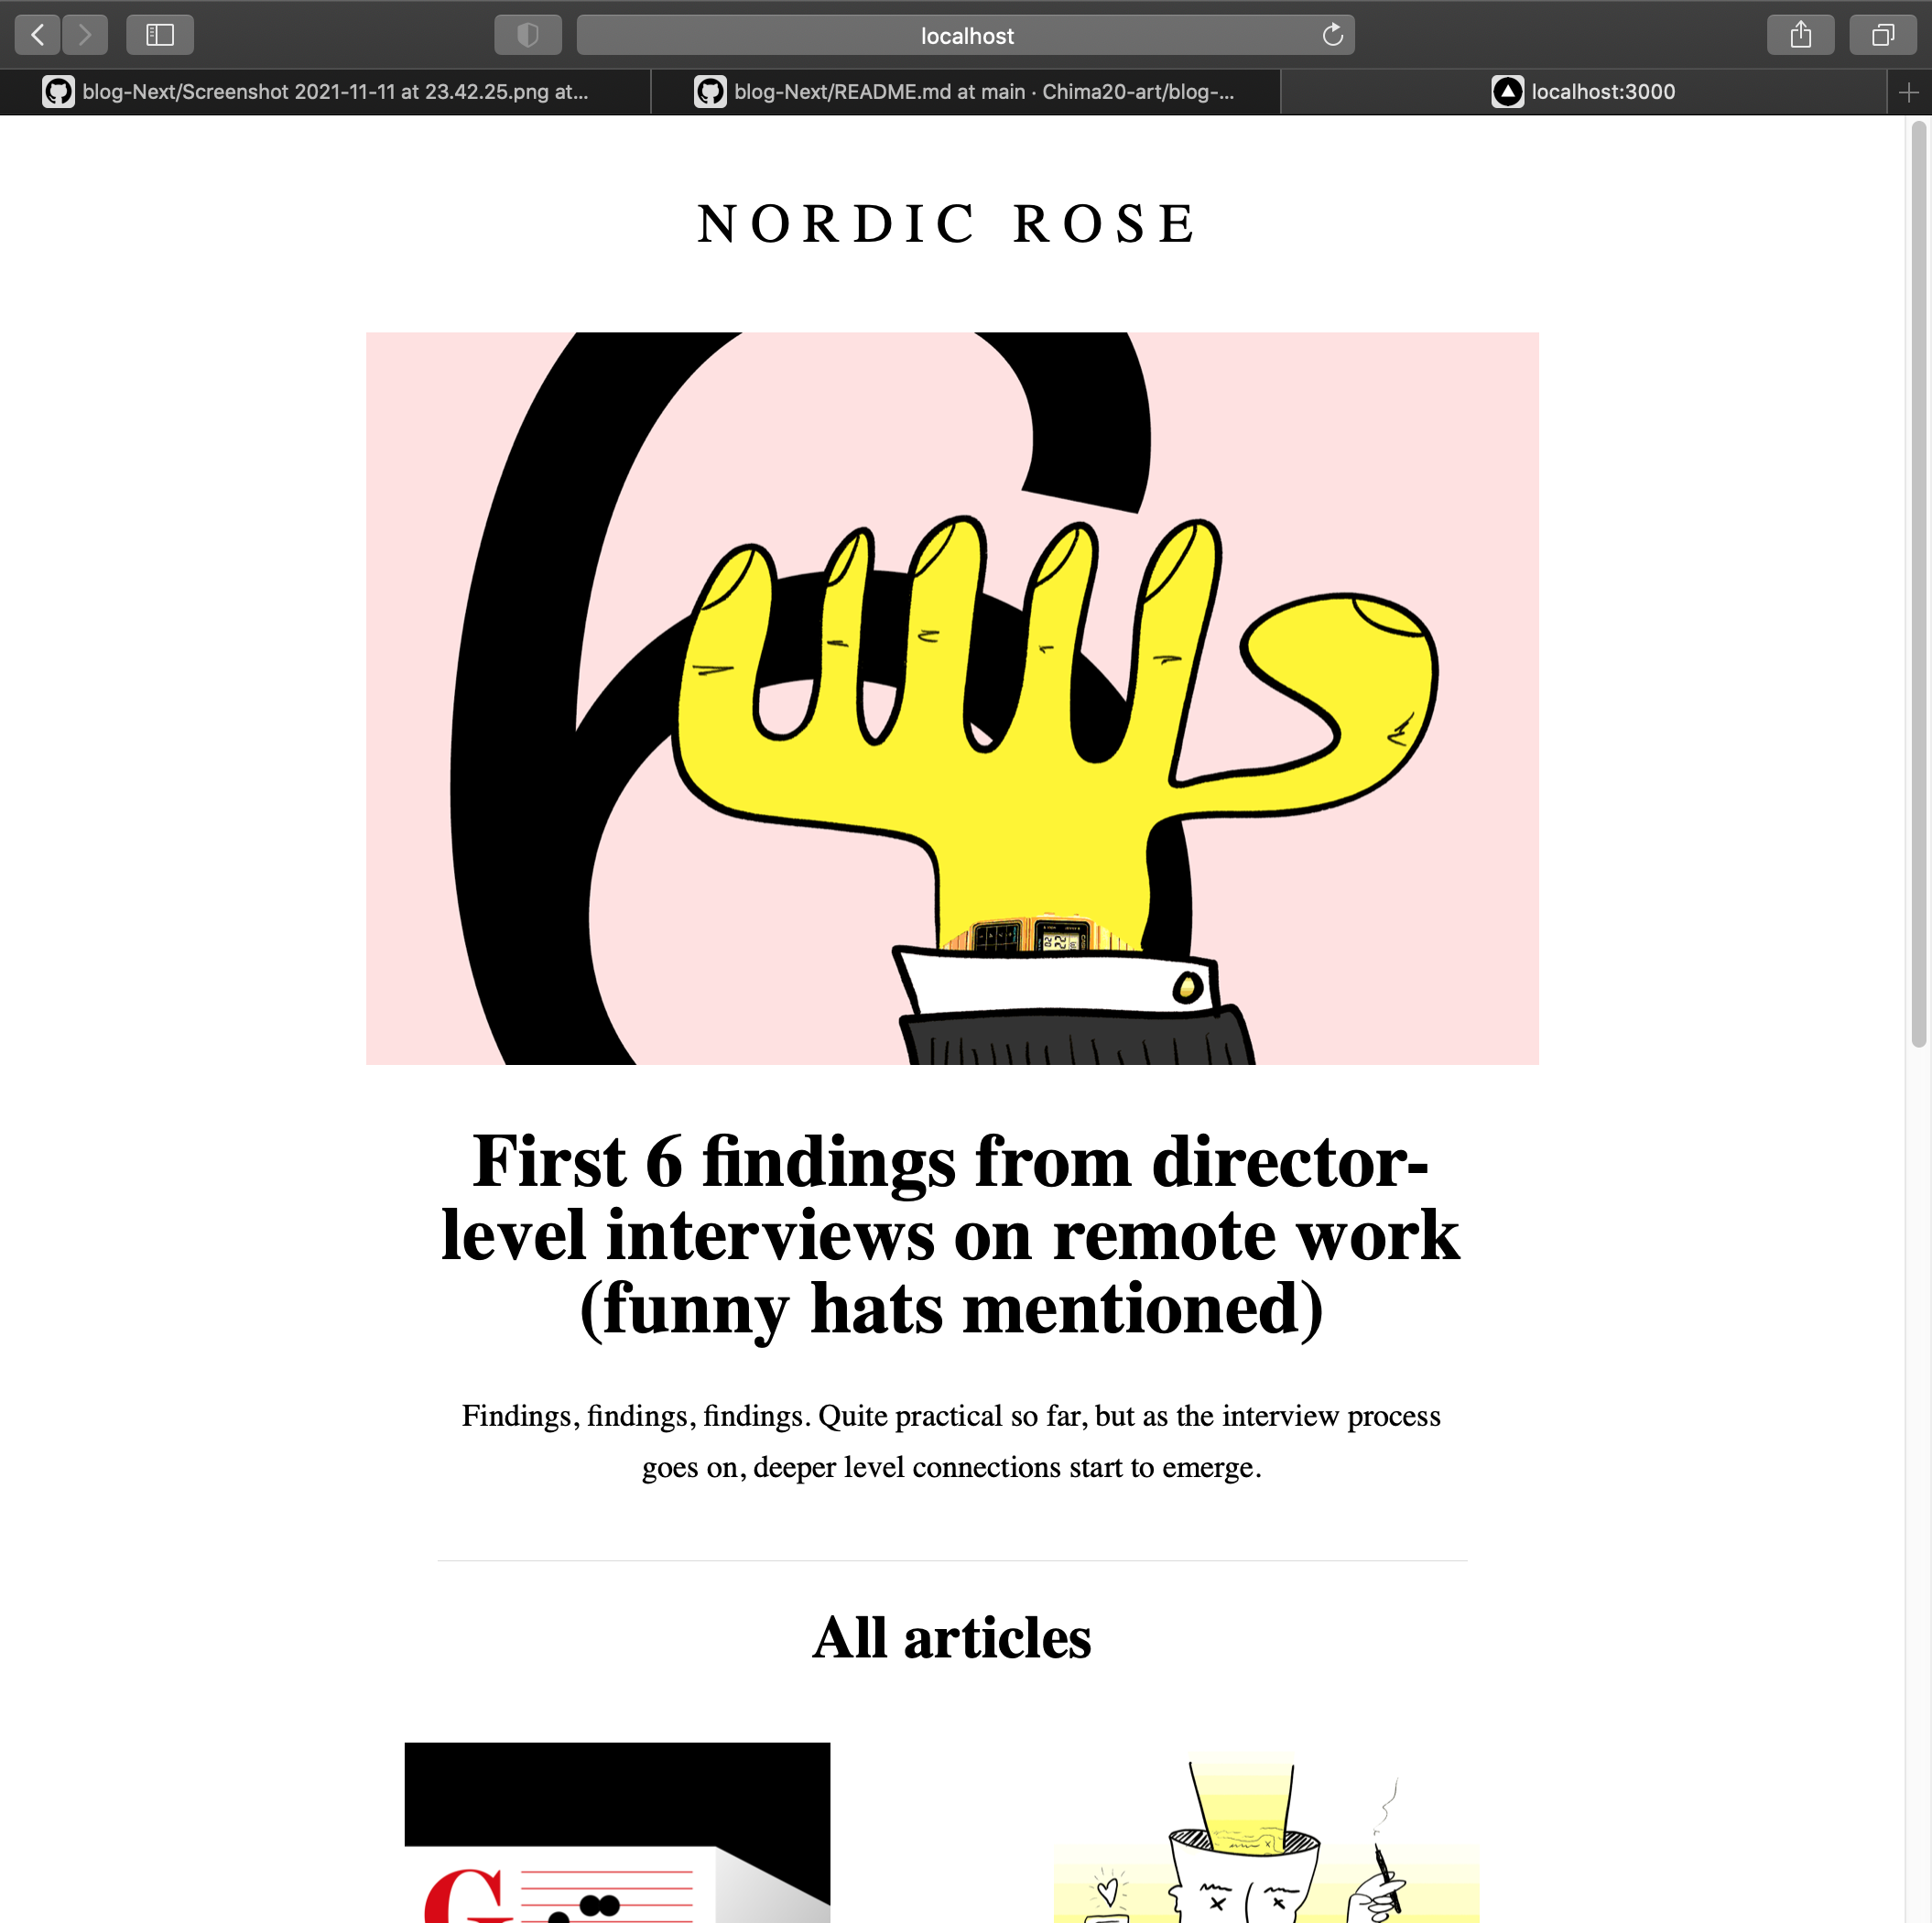 localhost
blog-Next/Screenshot 2021-11-11 at 23.42.25.png at...
blog-Next/README.md at main · Chima20-art/blog-...
localhost:3000
NORDIC ROSE
First 6 findings from director-
level interviews on remote work
(funny hats mentioned)
Findings, findings, findings. Quite practical so far, but as the interview process
goes on, deeper level connections start to emerge.
All articles
G